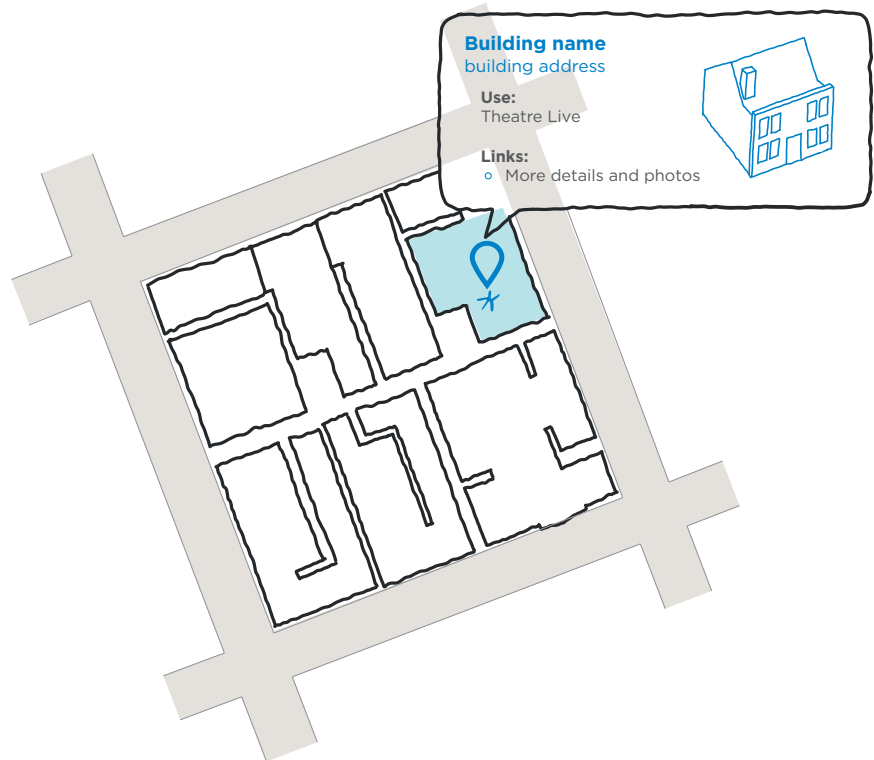 Building name
building address
Use:
Theatre Live
Links:
More details and photos